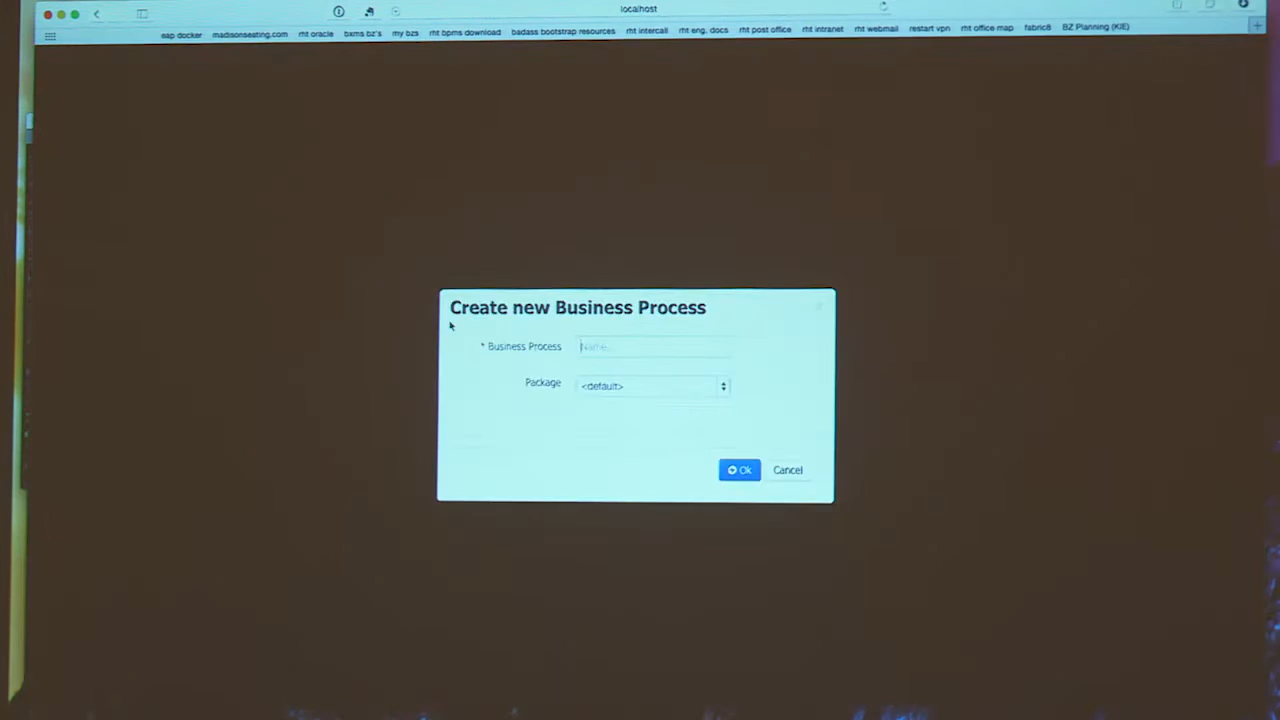 localhost
eap docker madisonseating.com rht oracle bxms bz's my bzs rht bpms download badass bootstrap resources rht intercall rht eng. docs rht post office rht intranet rht webmail restart vpn rht office map fabric8 BZ Planning (KIE)
Create new Business Process
* Business Process Name...
Package <default>
Ok Cancel